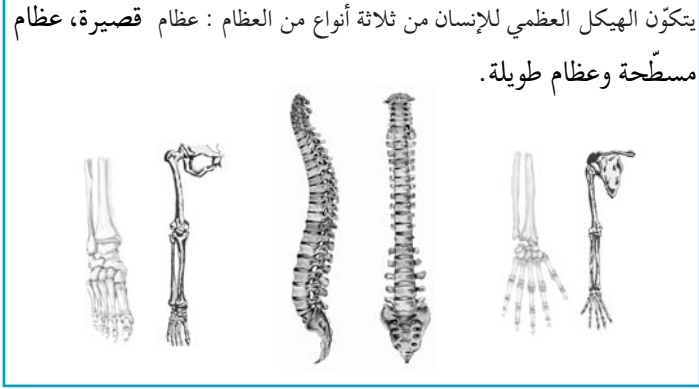 يتكوّن الهيكل العظمي للإنسان من ثلاثة أنواع من العظام : عظام قصيرة، عظام
مسطّحة وعظام طويلة.